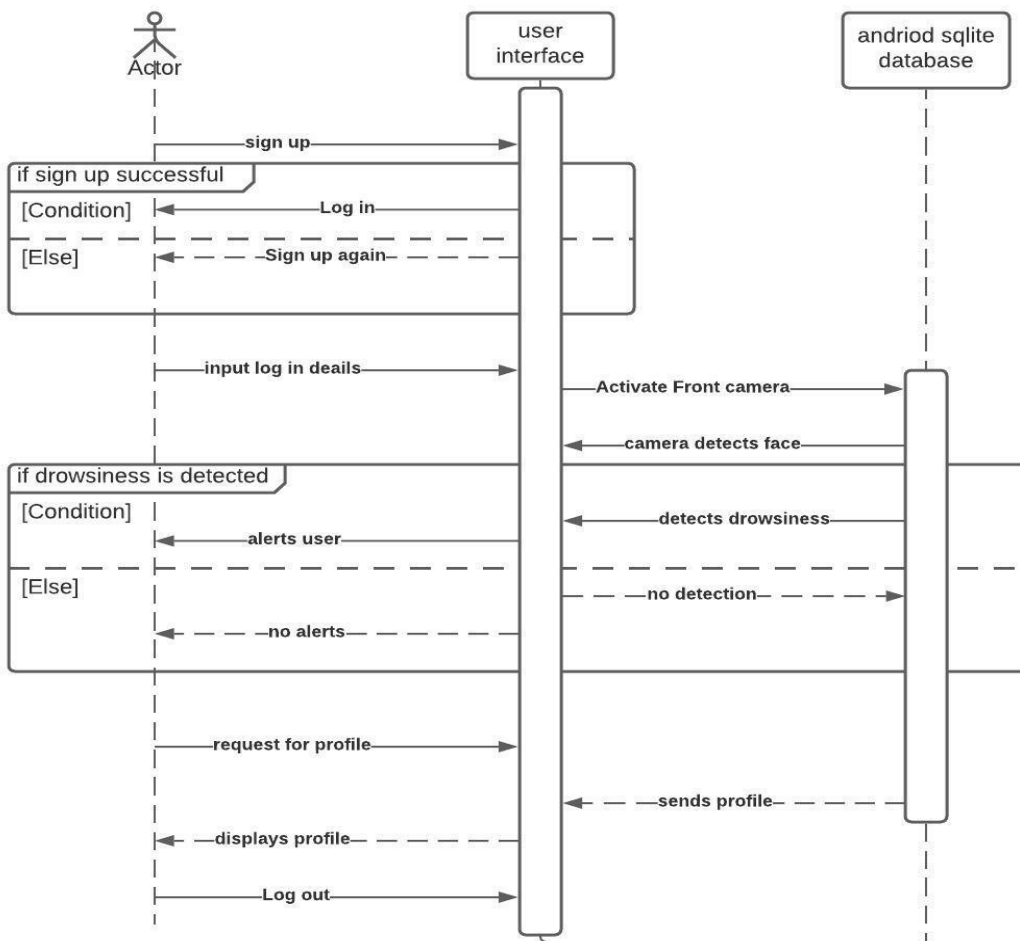 Actor
user
interface
andriod sqlite
database
sign up
if sign up successful
[Condition]
Log in
[Else]
Sign up again
input log in deails
Activate Front camera
camera detects face
if drowsiness is detected
[Condition]
detects drowsiness
alerts user
[Else]
no detection
no alerts
request for profile
sends profile
displays profile
Log out